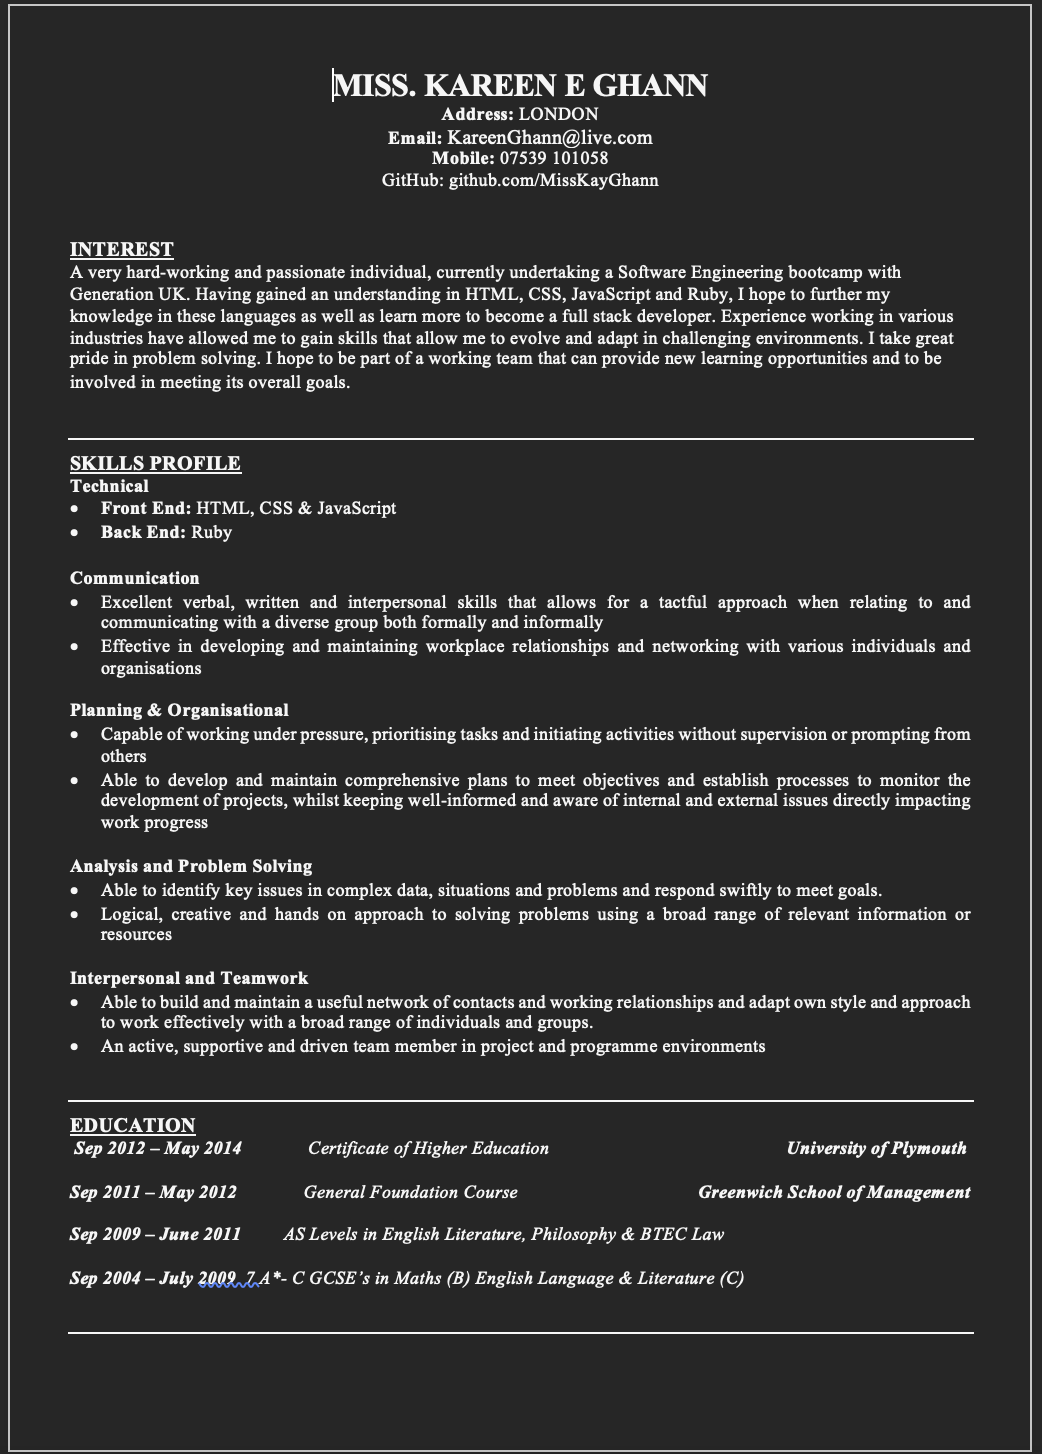 MISS. KAREEN E GHANN
Address: LONDON
Email: KareenGhann@live.com
Mobile: 07539 101058
GitHub: github.com/MissKayGhann
INTEREST
A very hard-working and passionate individual, currently undertaking a Software Engineering bootcamp with
Generation UK. Having gained an understanding in HTML, CSS, JavaScript and Ruby, I hope to further my
knowledge in these languages as well as learn more to become a full stack developer. Experience working in various
industries have allowed me to gain skills that allow me to evolve and adapt in challenging environments. I take great
pride in problem solving. I hope to be part of a working team that can provide new learning opportunities and to be
involved in meeting its overall goals.
SKILLS PROFILE
Technical
• Front End: HTML, CSS & JavaScript
• Back End: Ruby
Communication
• Excellent verbal, written and interpersonal skills that allows for a tactful approach when relating to and
communicating with a diverse group both formally and informally
• Effective in developing and maintaining workplace relationships and networking with various individuals and
organisations
Planning & Organisational
• Capable of working under pressure, prioritising tasks and initiating activities without supervision or prompting from
others
• Able to develop and maintain comprehensive plans to meet objectives and establish processes to monitor the
development of projects, whilst keeping well-informed and aware of internal and external issues directly impacting
work progress
Analysis and Problem Solving
• Able to identify key issues in complex data, situations and problems and respond swiftly to meet goals.
• Logical, creative and hands on approach to solving problems using a broad range of relevant information or
resources
Interpersonal and Teamwork
• Able to build and maintain a useful network of contacts and working relationships and adapt own style and approach
to work effectively with a broad range of individuals and groups.
• An active, supportive and driven team member in project and programme environments
EDUCATION
Sep 2012 – May 2014 Certificate of Higher Education University of Plymouth
Sep 2011 – May 2012 General Foundation Course Greenwich School of Management
Sep 2009 – June 2011 AS Levels in English Literature, Philosophy & BTEC Law
Sep 2004 – July 2009 7 A*- C GCSE's in Maths (B) English Language & Literature (C)